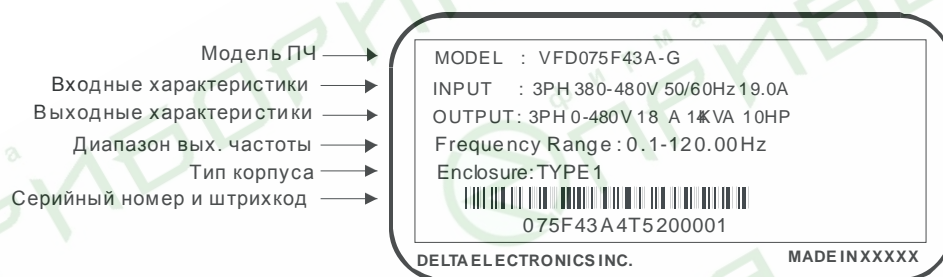 Модель ПЧ
Входные характеристики
Выходные характеристики
Диапазон вых. частоты
Тип корпуса
Серийный номер и штрихкод
MODEL : VFD075F43A-G
INPUT : 3PH 380-480V 50/60Hz 19.0A
OUTPUT: 3PH 0-480V 18 A 14KVA 10HP
Frequency Range: 0.1-120.00Hz
Enclosure: TYPE1
075F43A4T5200001
DELTA ELECTRONICS INC.
MADE IN XXXXX